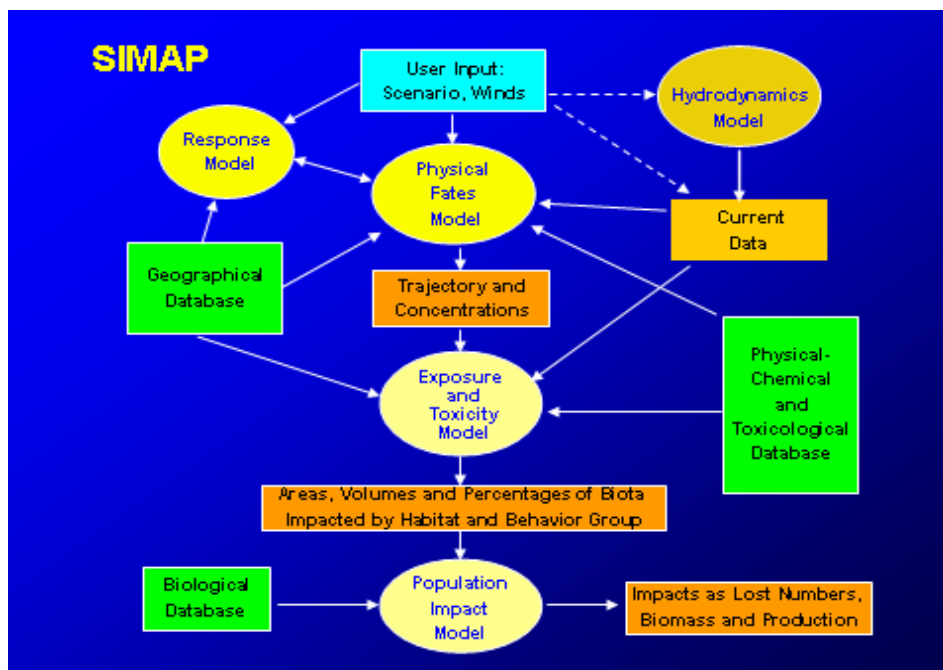 SIMAP
User Input:
Scenario, Winds
Hydrodynamics
Model
Response
Model
Physical
Fates
Model
Current
Data
Geographical
Database
Trajectory and
Concentrations
Physical-
Chemical
and
Toxicological
Database
Exposure
and
Toxicity
Model
Areas, Volumes and Percentages of Biota
Impacted by Habitat and Behavior Group
Biological
Database
Population
Impact
Model
Impacts as Lost Numbers,
Biomass and Production